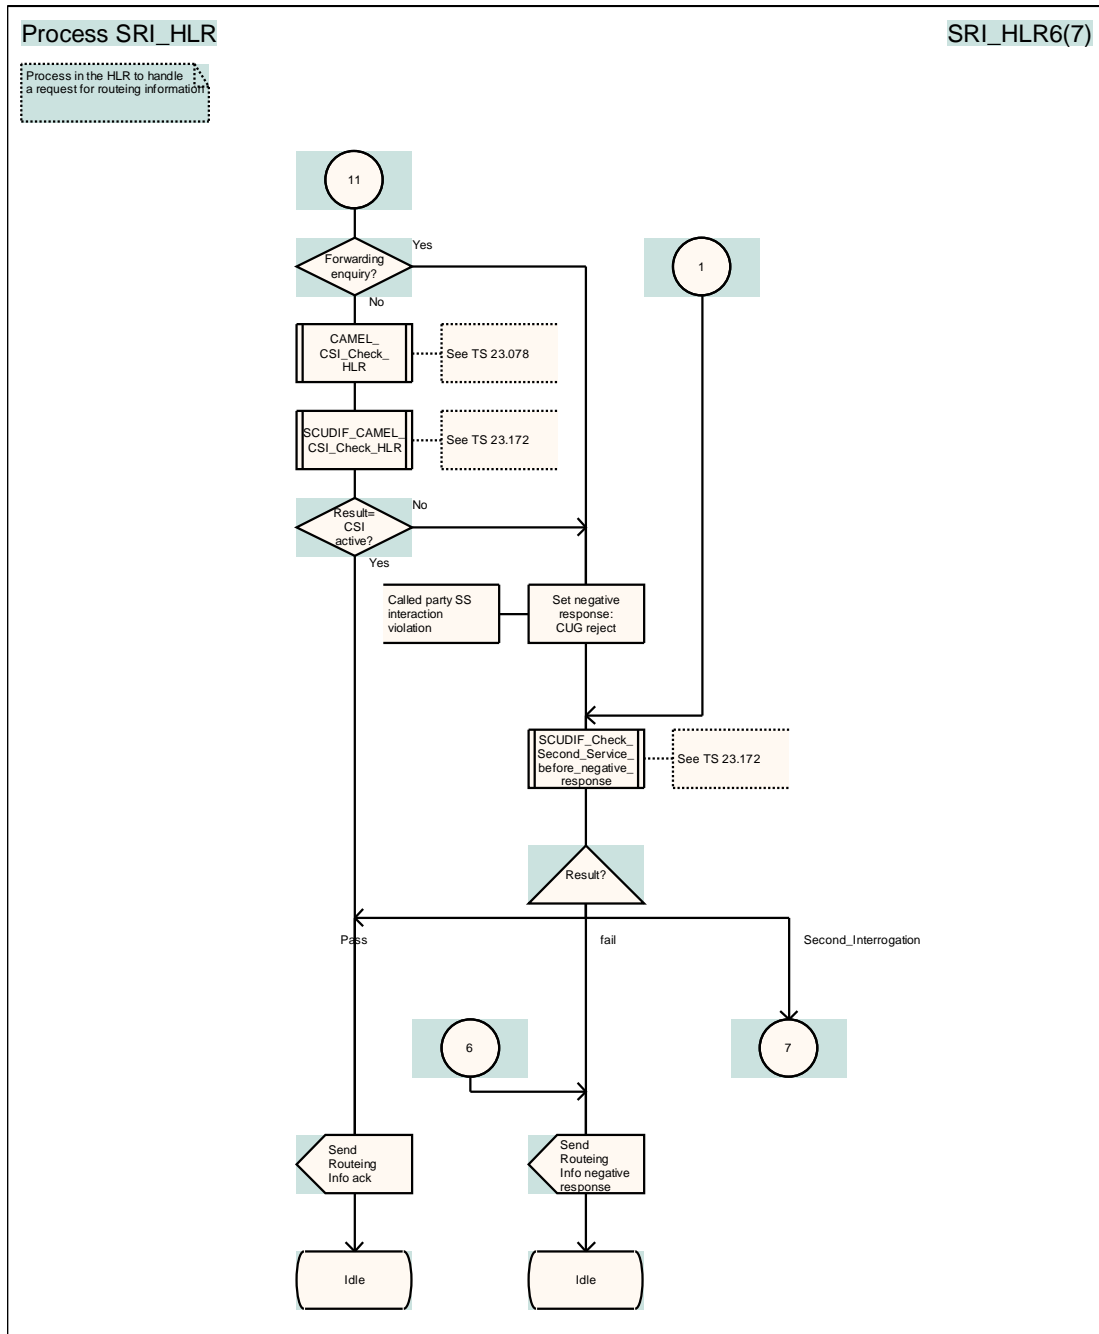 Process SRI_HLR
SRI_HLR6(7)
Process in the HLR to handle
a request for routeing information
11
Forwarding
enquiry?
Yes
No
1
CAMEL_
CSI_Check_
HLR
See TS 23.078
SCUDIF_CAMEL_
CSI_Check_HLR
See TS 23.172
Result=
CSI
active?
No
Yes
Called party SS
interaction
violation
Set negative
response:
CUG reject
SCUDIF_Check_
Second_Service_
before_negative_
response
See TS 23.172
Result?
Pass
fail
Second_Interrogation
6
7
Send
Routeing
Info ack
Send
Routeing
Info negative
response
Idle
Idle